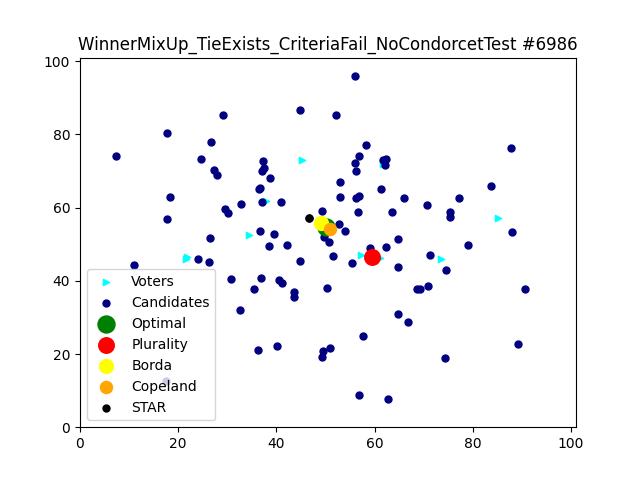 WinnerMixUp_TieExists_CriteriaFail_NoCondorcetTest #6986
100
80
60
40
20
0
Voters
Candidates
Optimal
Plurality
Borda
Copeland
STAR
0 20 40 60 80 100